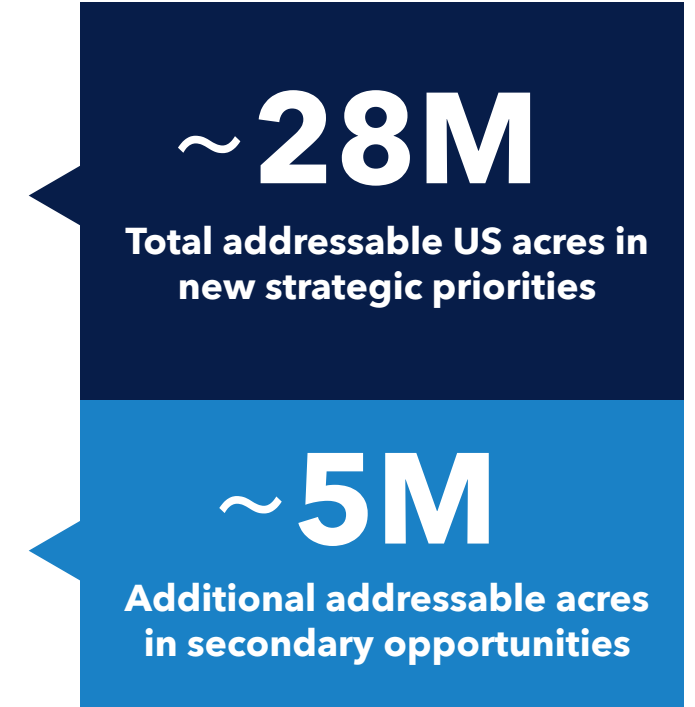 ~28M
Total addressable US acres in
new strategic priorities
~5M
Additional addressable acres
in secondary opportunities